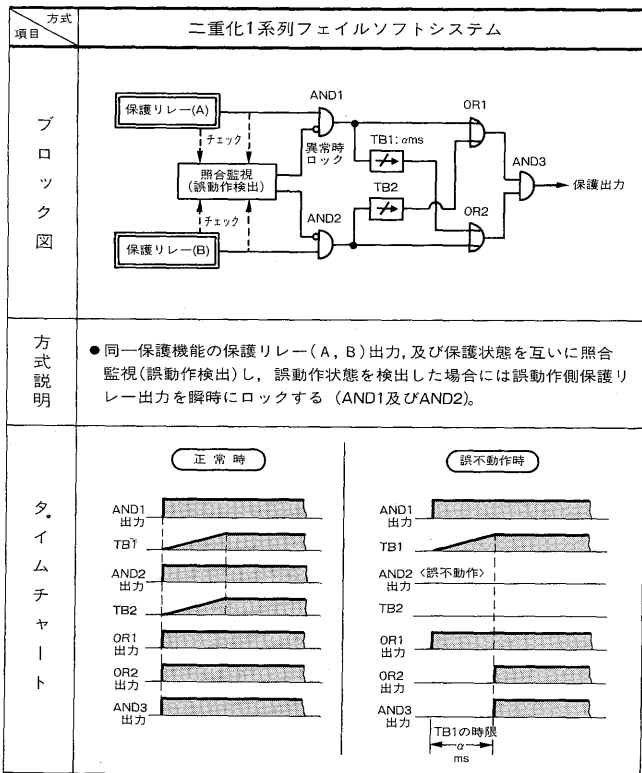 方式
項目
二重化1系列フェイルソフトシステム
ブロック図
保護リレー(A)
チェック
照合監視
(誤動作検出)
チェック
保護リレー(B)
AND1
異常時
ロック
AND2
TB1:αms
TB2
OR1
OR2
AND3
保護出力
方式説明
●同一保護機能の保護リレー(A, B)出力,及び保護状態を互いに照合
監視(誤動作検出)し, 誤動作状態を検出した場合には誤動作側保護リ
レー出力を瞬時にロックする (AND1及びAND2)。
タイムチャート
正常時
AND1
出力
TB1
AND2
出力
TB2
OR1
出力
OR2
出力
AND3
出力
誤不動作時
AND1
出力
TB1
AND2 〈誤不動作〉
出力
TB2
OR1
出力
OR2
出力
AND3
出力
TB1の時限
α
ms